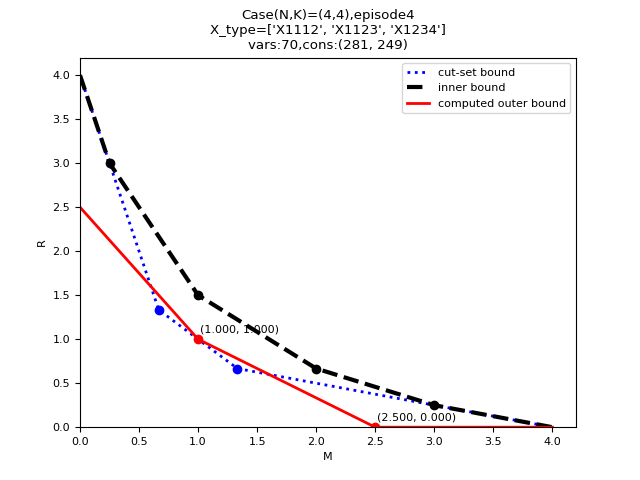 Case(N,K)=(4,4),episode4
X_type=['X1112', 'X1123', 'X1234']
vars:70,cons:(281, 249)
cut-set bound
inner bound
computed outer bound
4.0
3.5
3.0
2.5
2.0
1.5
1.0
0.5
0.0
R
(1.000, 1.000)
(2.500, 0.000)
0.0 0.5 1.0 1.5 2.0 2.5 3.0 3.5 4.0
M